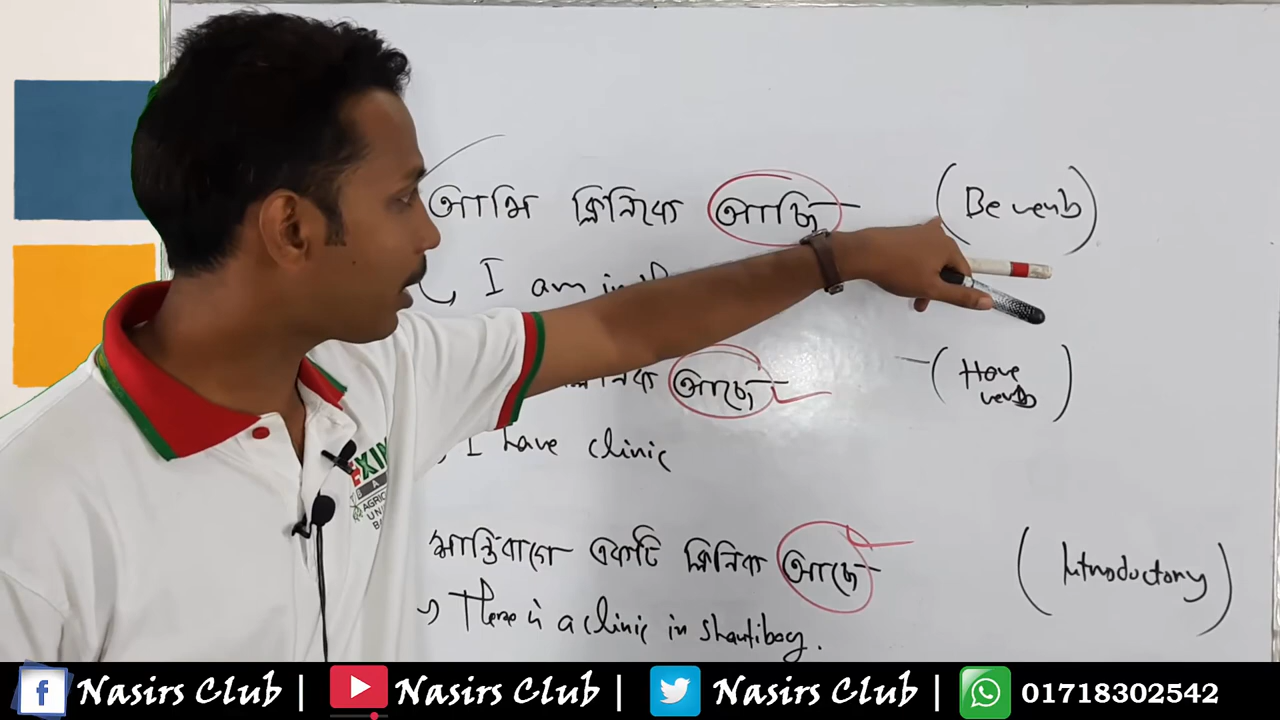 আমি ক্লিনিকে আছি (Be verb)
I am in
ক্লিনিক আছে (Have
verb)
I have clinic
শান্তিবাগে একটি ক্লিনিক আছে (Introductory)
There is a clinic in Shantibag.
EXIM
Nasirs Club | Nasirs Club | Nasirs Club | 01718302542